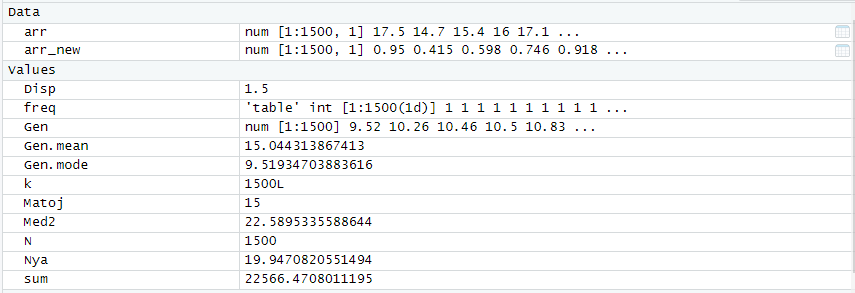 Data
arr num [1:1500, 1] 17.5 14.7 15.4 16 17.1 ...
arr_new num [1:1500, 1] 0.95 0.415 0.598 0.746 0.918 ...
Values
Disp 1.5
freq 'table' int [1:1500(1d)] 1 1 1 1 1 1 1 1 1 1 ...
Gen num [1:1500] 9.52 10.26 10.46 10.5 10.83 ...
Gen.mean 15.044313867413
Gen.mode 9.51934703883616
k 1500L
Matoj 15
Med2 22.5895335588644
N 1500
Nya 19.9470820551494
sum 22566.4708011195